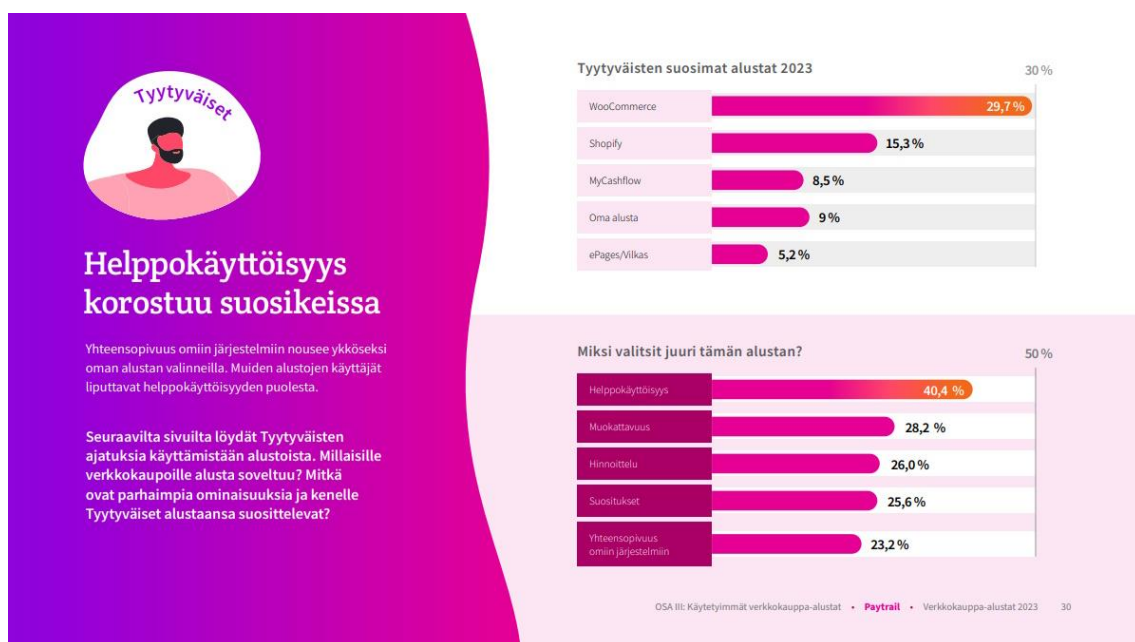 Tyytyväiset
Helppokäyttöisyys
korostuu suosikeissa
Yhteensopivuus omiin järjestelmiin nousee ykköseksi
oman alustan valinneilla. Muiden alustojen käyttäjät
liputtavat helppokäyttöisyyden puolesta.
Seuraavilta sivuilta löydät Tyytyväisten
ajatuksia käyttämistään alustoista. Millaisille
verkkokaupoille alusta soveltuu? Mitkä
ovat parhaimpia ominaisuuksia ja kenelle
Tyytyväiset alustaansa suosittelevat?
Tyytyväisten suosimat alustat 2023
30 %
WooCommerce
29,7 %
Shopify
15,3 %
MyCashflow
8,5 %
Oma alusta
9 %
ePages/Vilkas
5,2 %
Miksi valitsit juuri tämän alustan?
50 %
Helppokäyttöisyys
40,4 %
Muokattavuus
28,2 %
Hinnoittelu
26,0 %
Suositukset
25,6 %
Yhteensopivuus
omiin järjestelmiin
23,2 %
OSA III: Käytetyimmät verkkokauppa-alustat • Paytrail • Verkkokauppa-alustat 2023 30